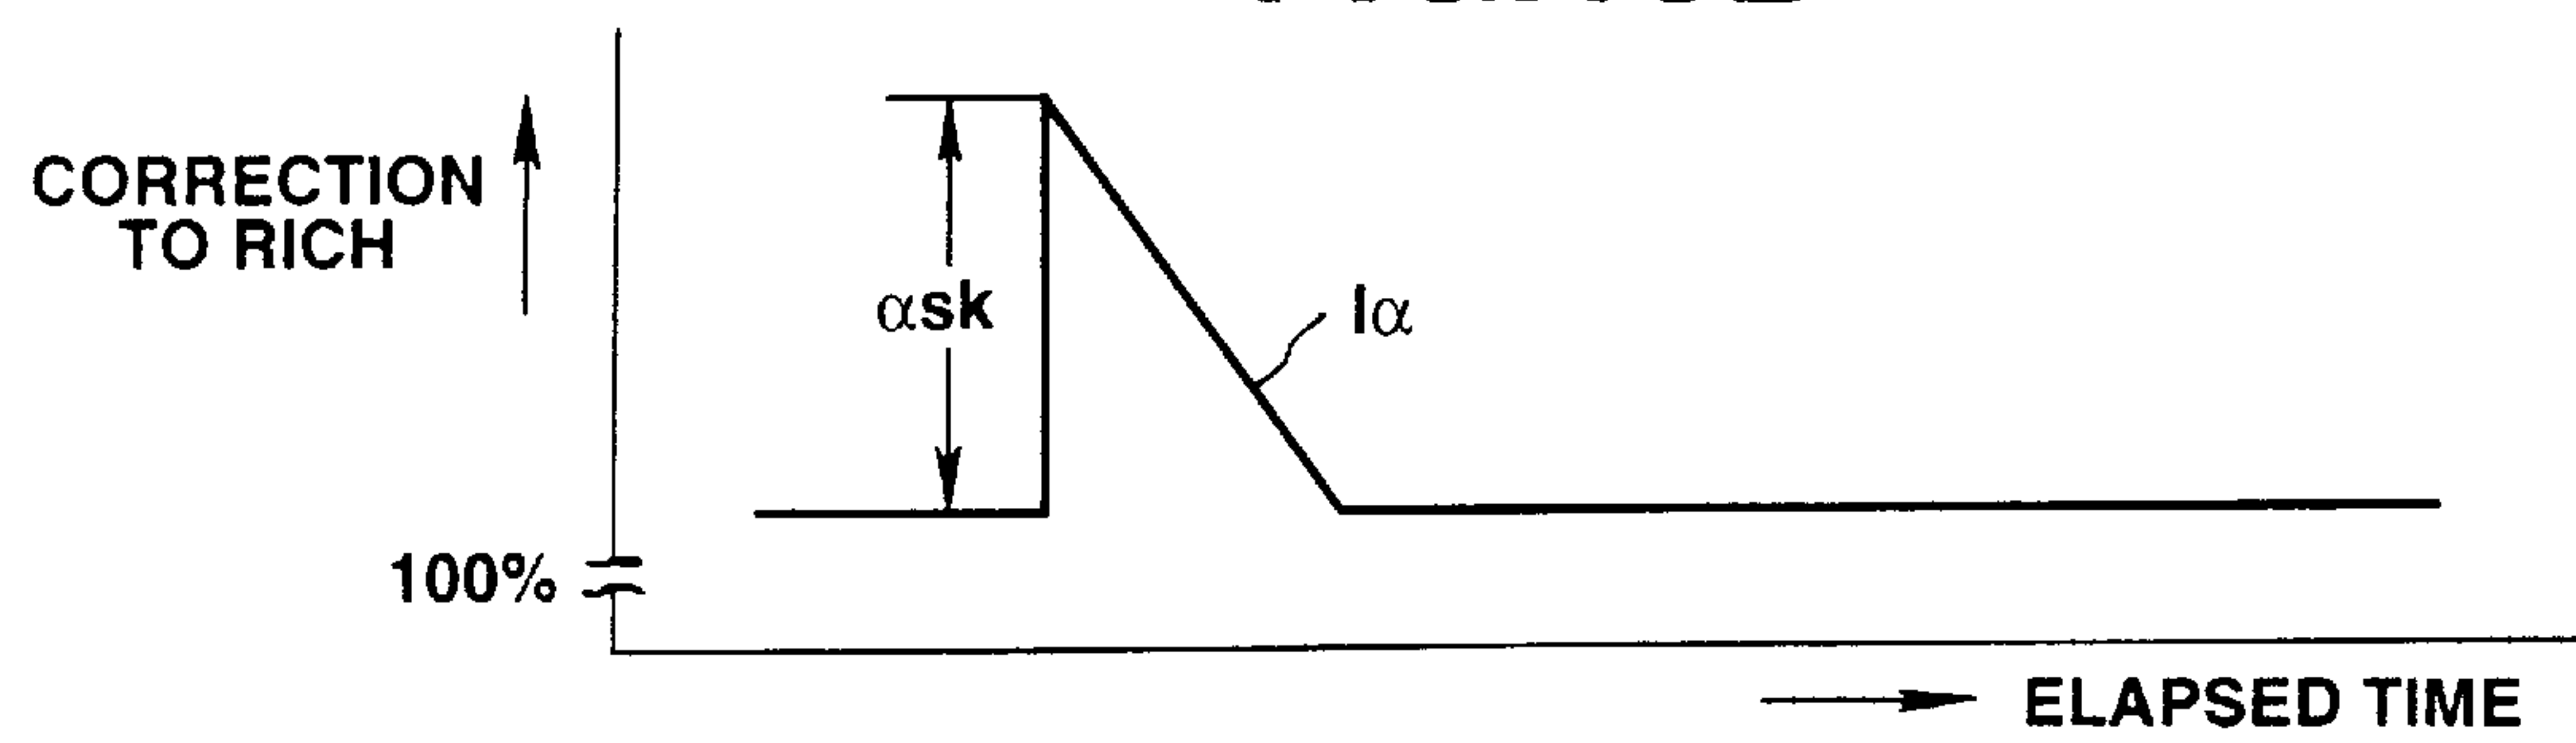 CORRECTION
TO RICH
αsk
Iα
100%
ELAPSED TIME